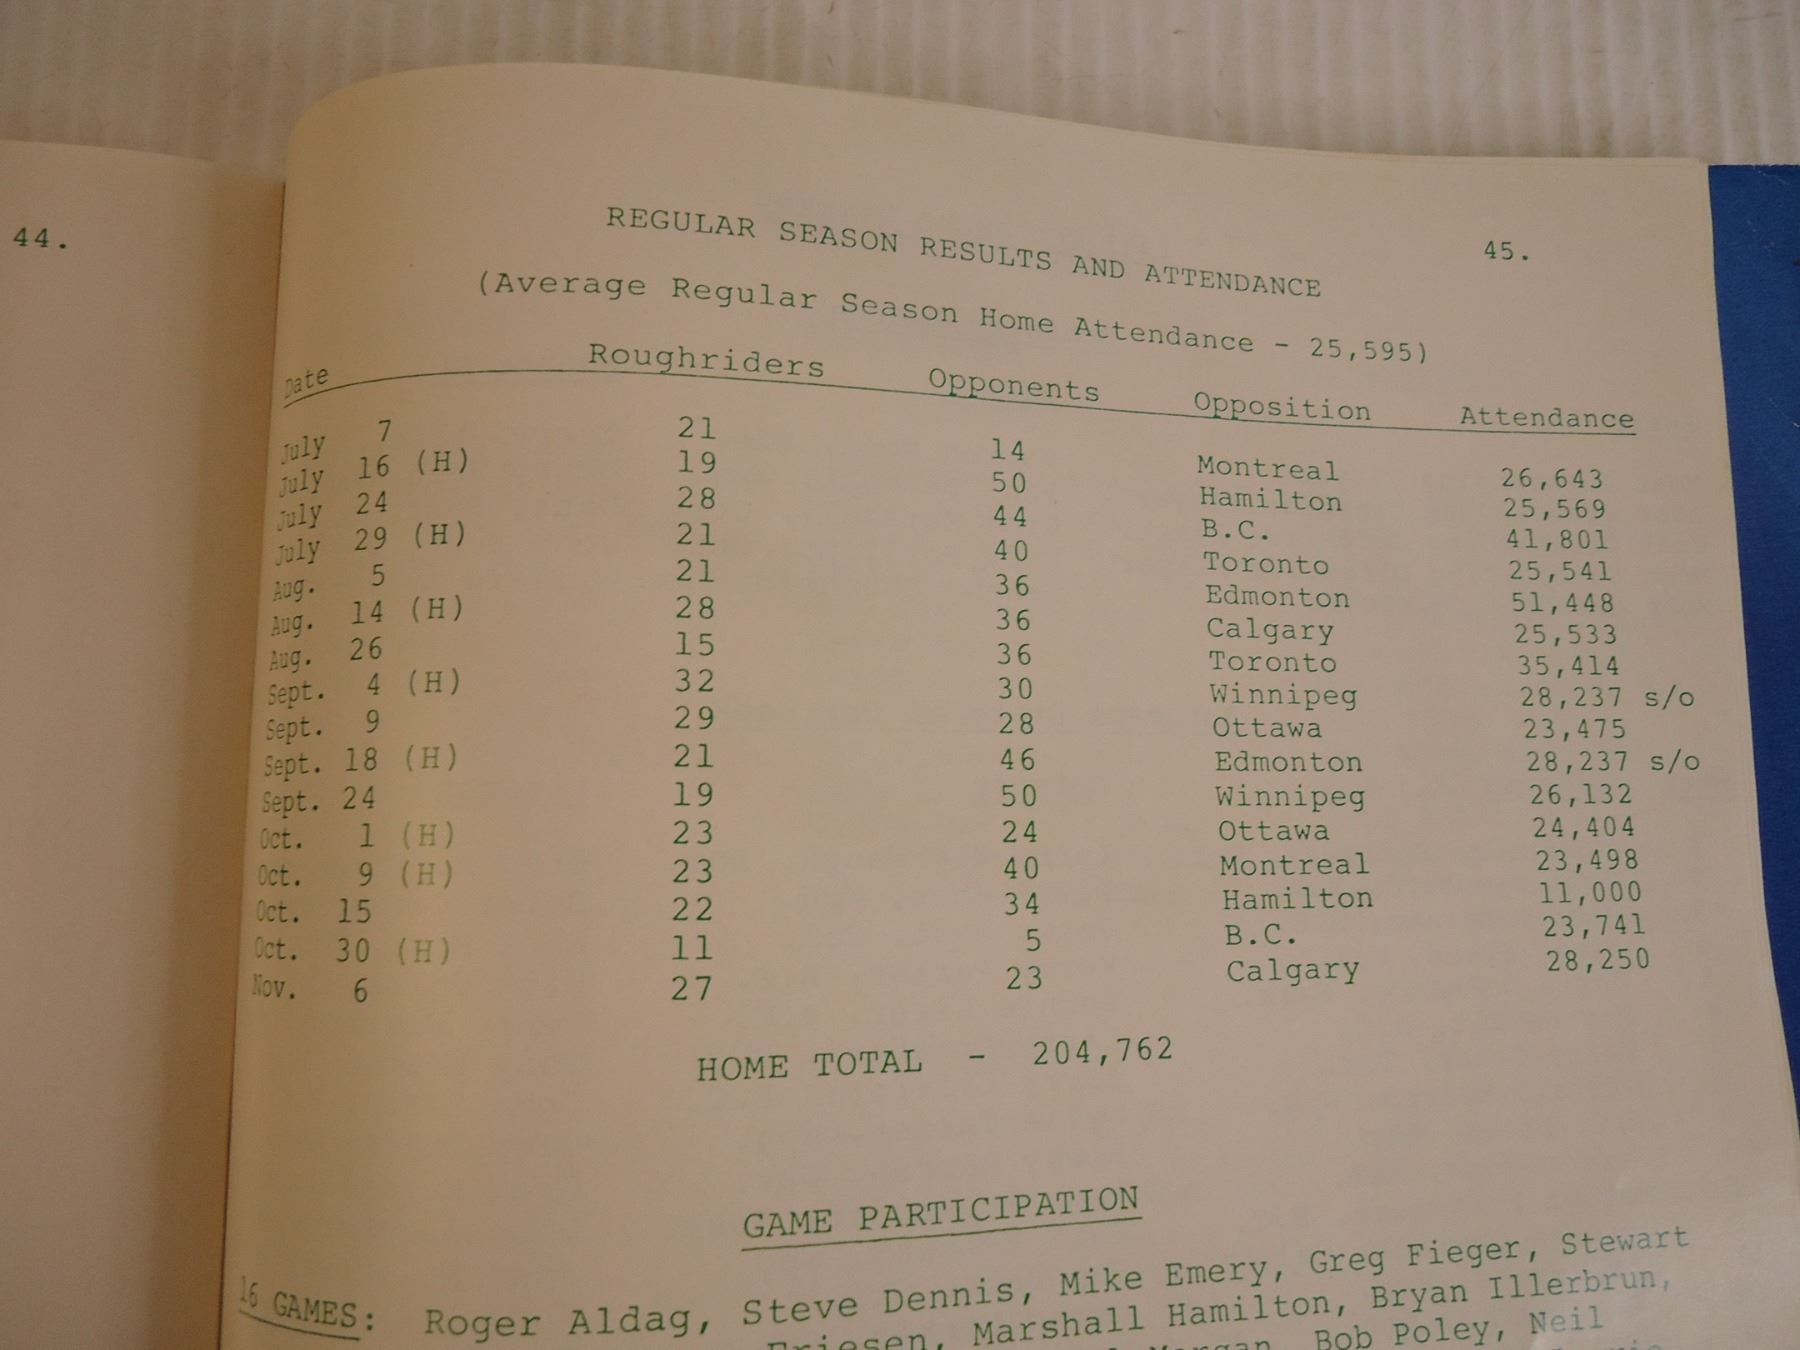 44.
45.
REGULAR SEASON RESULTS AND ATTENDANCE
(Average Regular Season Home Attendance - 25,595)
Date Roughriders Opponents Opposition Attendance
July 7 21 14 Montreal 26,643
July 16 (H) 19 50 Hamilton 25,569
July 24 28 44 B.C. 41,801
July 29 (H) 21 40 Toronto 25,541
Aug. 5 21 36 Edmonton 51,448
Aug. 14 (H) 28 36 Calgary 25,533
Aug. 26 15 36 Toronto 35,414
Sept. 4 (H) 32 30 Winnipeg 28,237 s/o
Sept. 9 29 28 Ottawa 23,475
Sept. 18 (H) 21 46 Edmonton 28,237 s/o
Sept. 24 19 50 Winnipeg 26,132
Oct. 1 (H) 23 24 Ottawa 24,404
Oct. 9 (H) 23 40 Montreal 23,498
Oct. 15 22 34 Hamilton 11,000
Oct. 30 (H) 11 5 B.C. 23,741
Nov. 6 27 23 Calgary 28,250
HOME TOTAL - 204,762
GAME PARTICIPATION
16 GAMES: Roger Aldag, Steve Dennis, Mike Emery, Greg Fieger, Stewart
Friesen, Marshall Hamilton, Bryan Illerbrun,
Morgan, Bob Poley, Neil